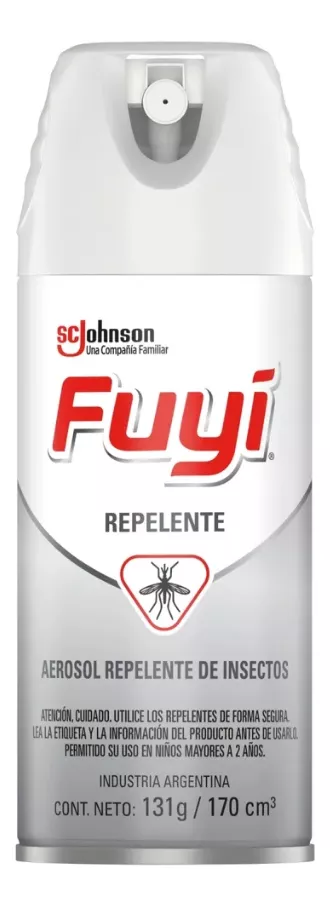 SC Johnson
Una Compañía Familiar
Fuyí®
REPELENTE
AEROSOL REPELENTE DE INSECTOS
ATENCIÓN, CUIDADO. UTILICE LOS REPELENTES DE FORMA SEGURA.
LEA LA ETIQUETA Y LA INFORMACIÓN DEL PRODUCTO ANTES DE USARLO.
PERMITIDO SU USO EN NIÑOS MAYORES A 2 AÑOS.
INDUSTRIA ARGENTINA
CONT. NETO: 131g / 170 cm³